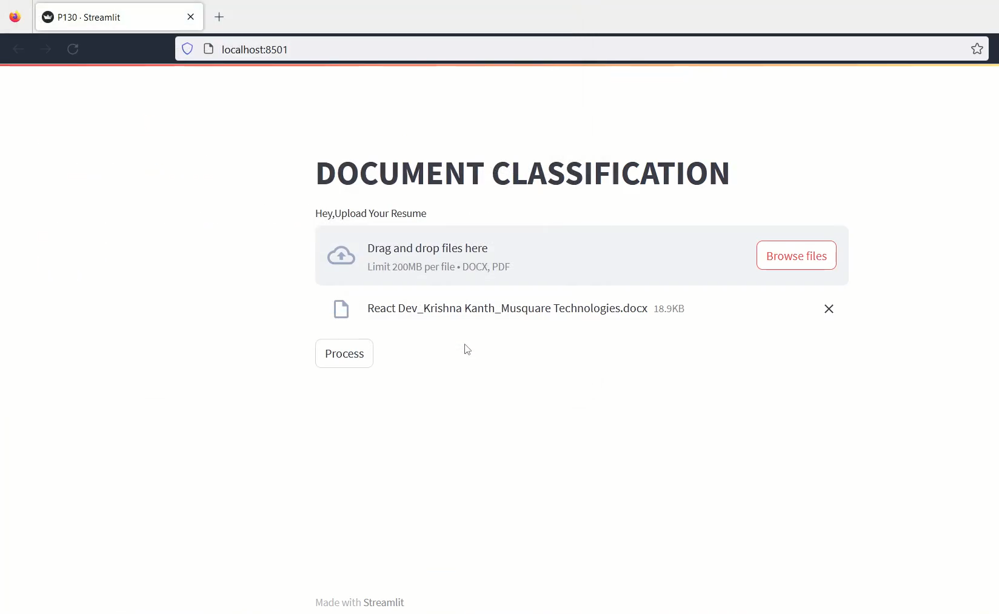 P130 · Streamlit
localhost:8501
DOCUMENT CLASSIFICATION
Hey,Upload Your Resume
Drag and drop files here
Limit 200MB per file • DOCX, PDF
Browse files
React Dev_Krishna Kanth_Musquare Technologies.docx 18.9KB
Process
Made with Streamlit